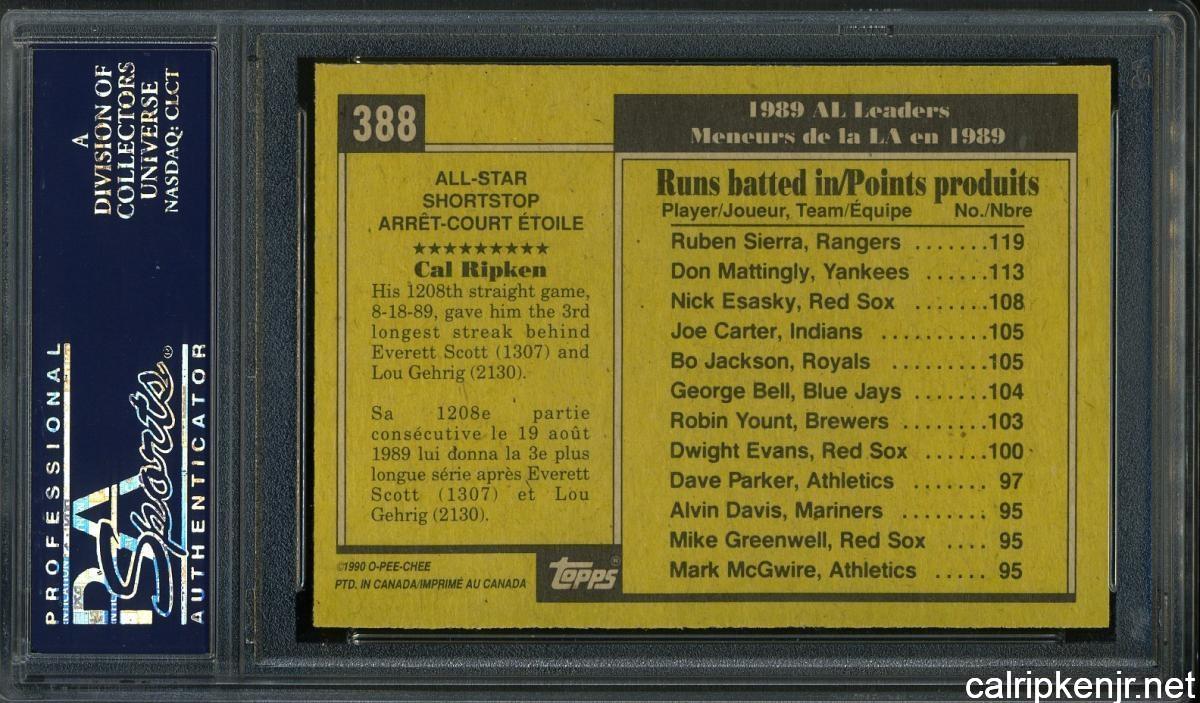 A
DIVISION OF
COLLECTORS
UNIVERSE
NASDAQ: CLCT
PROFESSIONAL
PSA
Sports®
AUTHENTICATOR
388
ALL-STAR
SHORTSTOP
ARRÊT-COURT ÉTOILE
★★★★★★★★★
Cal Ripken
His 1208th straight game,
8-18-89, gave him the 3rd
longest streak behind
Everett Scott (1307) and
Lou Gehrig (2130).
Sa 1208e partie
consécutive le 19 août
1989 lui donna la 3e plus
longue série après Everett
Scott (1307) et Lou
Gehrig (2130).
©1990 O-PEE-CHEE
PTD. IN CANADA/IMPRIMÉ AU CANADA
TOPPS®
1989 AL Leaders
Meneurs de la LA en 1989
Runs batted in/Points produits
Player/Joueur, Team/Équipe No./Nbre
Ruben Sierra, Rangers .......119
Don Mattingly, Yankees ......113
Nick Esasky, Red Sox .......108
Joe Carter, Indians ..........105
Bo Jackson, Royals .........105
George Bell, Blue Jays .......104
Robin Yount, Brewers ........103
Dwight Evans, Red Sox ......100
Dave Parker, Athletics ....... 97
Alvin Davis, Mariners ........ 95
Mike Greenwell, Red Sox .... 95
Mark McGwire, Athletics ..... 95
calripkenjr.net